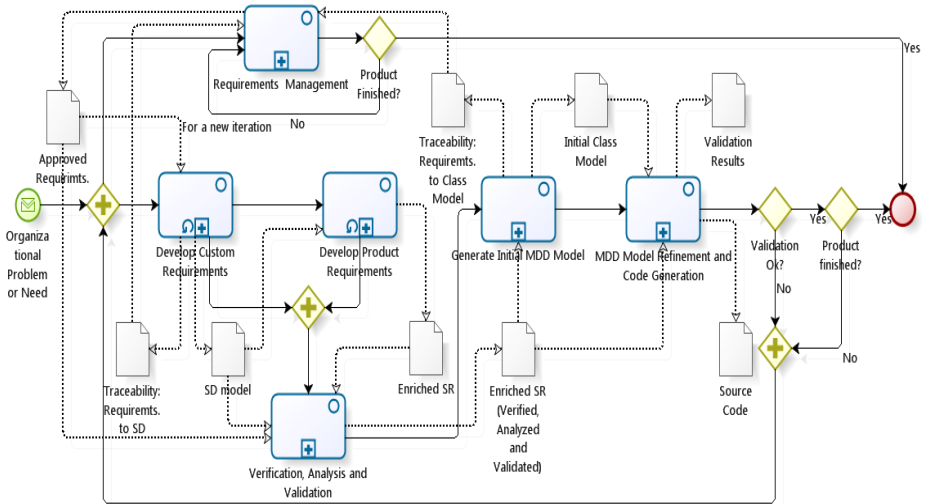 Yes
Requirements Management
Product
Finished?
For a new iteration
No
Approved
Requirimts.
Traceability:
Requiremts.
to Class
Model
Initial Class
Model
Validation
Results
Organiza
tional
Problem
or Need
Develop Custom
Requirements
Develop Product
Requirements
Generate Initial MDD Model
MDD Model Refinement and
Code Generation
Validation
Ok?
Yes
Product
finished?
Yes
No
No
Traceability:
Requiremts.
to SD
SD model
Enriched SR
Enriched SR
(Verified,
Analyzed
and
Validated)
Source
Code
Verification, Analysis and
Validation